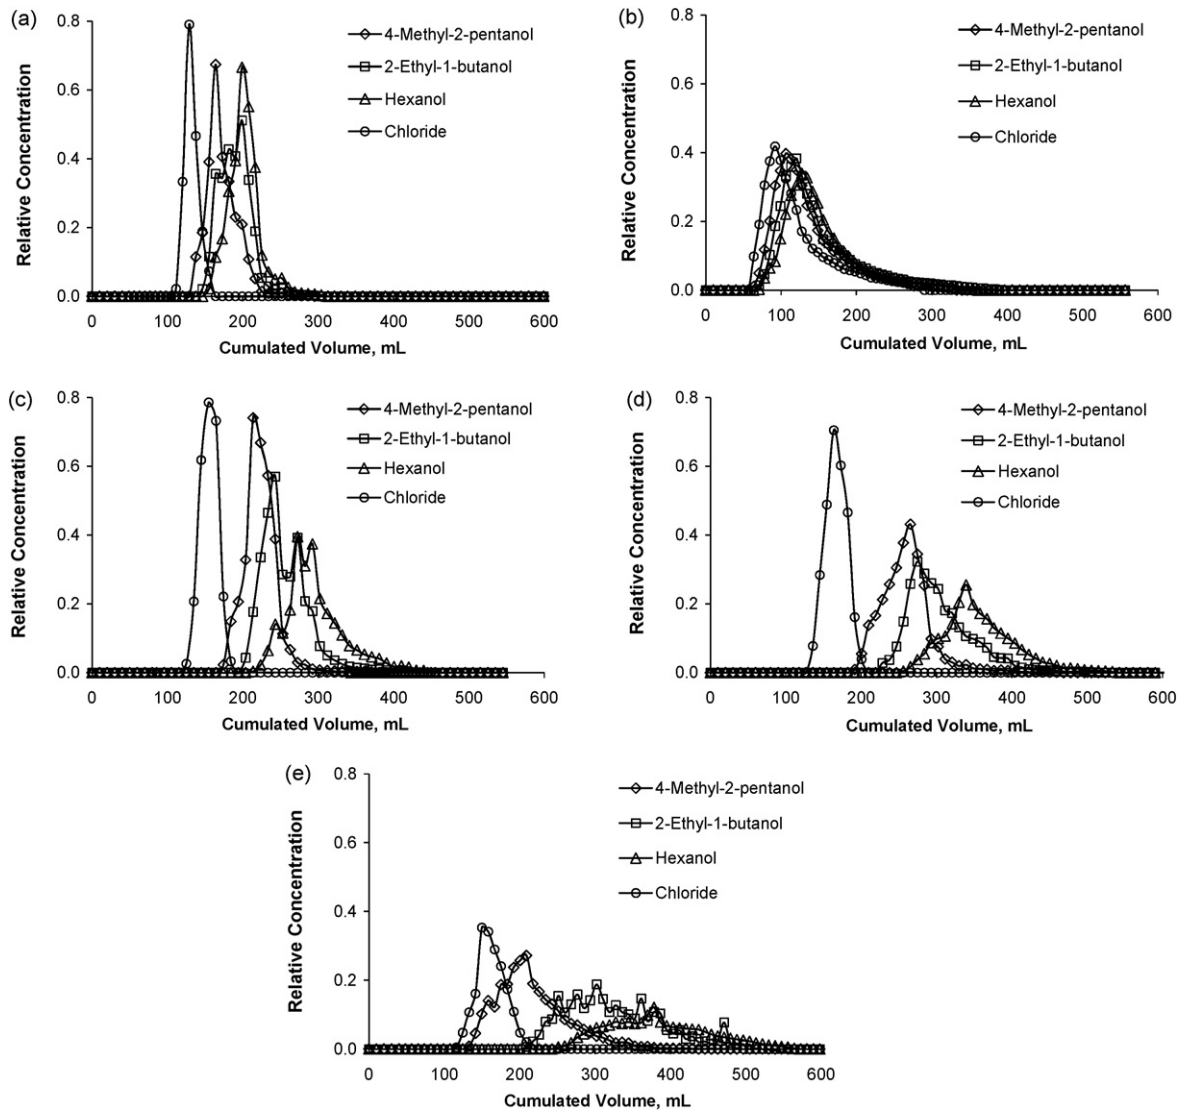 (a)
0.8
0.6
0.4
0.2
0.0
Relative Concentration
4-Methyl-2-pentanol
2-Ethyl-1-butanol
Hexanol
Chloride
0 100 200 300 400 500 600
Cumulated Volume, mL
(b)
0.8
0.6
0.4
0.2
0.0
Relative Concentration
4-Methyl-2-pentanol
2-Ethyl-1-butanol
Hexanol
Chloride
0 100 200 300 400 500 600
Cumulated Volume, mL
(c)
0.8
0.6
0.4
0.2
0.0
Relative Concentration
4-Methyl-2-pentanol
2-Ethyl-1-butanol
Hexanol
Chloride
0 100 200 300 400 500 600
Cumulated Volume, mL
(d)
0.8
0.6
0.4
0.2
0.0
Relative Concentration
4-Methyl-2-pentanol
2-Ethyl-1-butanol
Hexanol
Chloride
0 100 200 300 400 500 600
Cumulated Volume, mL
(e)
0.8
0.6
0.4
0.2
0.0
Relative Concentration
4-Methyl-2-pentanol
2-Ethyl-1-butanol
Hexanol
Chloride
0 100 200 300 400 500 600
Cumulated Volume, mL